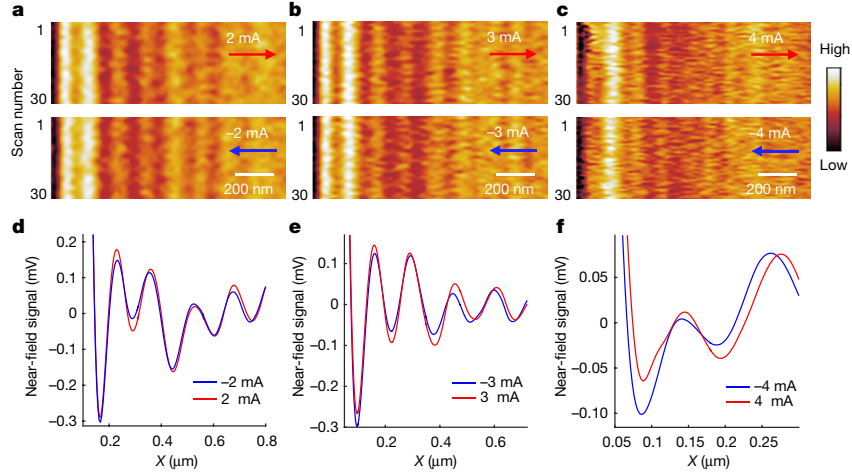 a
b
c
1
2 mA
3 mA
4 mA
High
Scan number
30
1
–2 mA
–3 mA
–4 mA
Low
30
200 nm
200 nm
200 nm
d
e
f
Near-field signal (mV)
0.2
0.1
0
–0.1
–0.2
–0.3
–2 mA
2 mA
0.2 0.4 0.6 0.8
X (μm)
Near-field signal (mV)
0.1
0
–0.1
–0.2
–0.3
–3 mA
3 mA
0.2 0.4 0.6
X (μm)
Near-field signal (mV)
0.05
0
–0.05
–0.10
–4 mA
4 mA
0.05 0.1 0.15 0.2 0.25
X (μm)
1
30
1
30
1
30
1
30